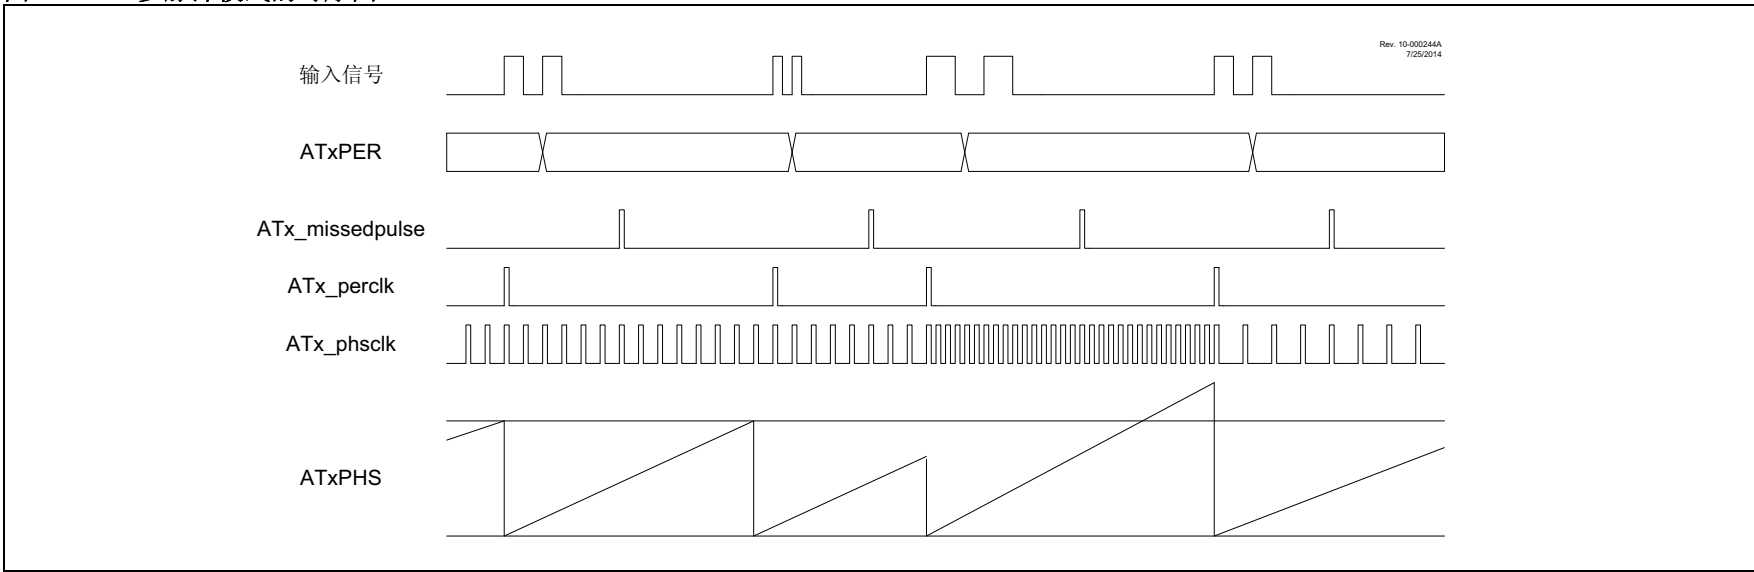 Rev. 10-000244A
7/25/2014
输入信号
ATxPER
ATx_missedpulse
ATx_perclk
ATx_phsclk
ATxPHS